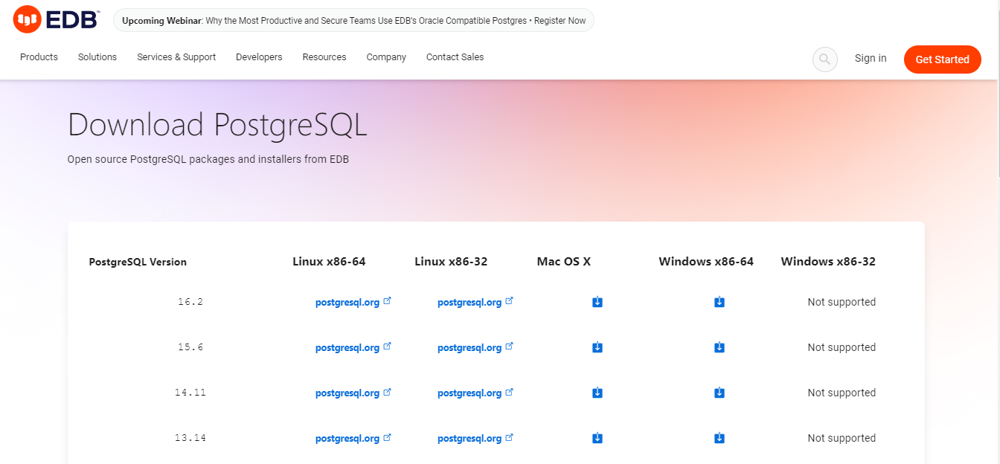 EDB™
Upcoming Webinar: Why the Most Productive and Secure Teams Use EDB's Oracle Compatible Postgres • Register Now
Products Solutions Services & Support Developers Resources Company Contact Sales
Sign in
Get Started
Download PostgreSQL
Open source PostgreSQL packages and installers from EDB
PostgreSQL Version Linux x86-64 Linux x86-32 Mac OS X Windows x86-64 Windows x86-32
16.2 postgresql.org postgresql.org Not supported
15.6 postgresql.org postgresql.org Not supported
14.11 postgresql.org postgresql.org Not supported
13.14 postgresql.org postgresql.org Not supported